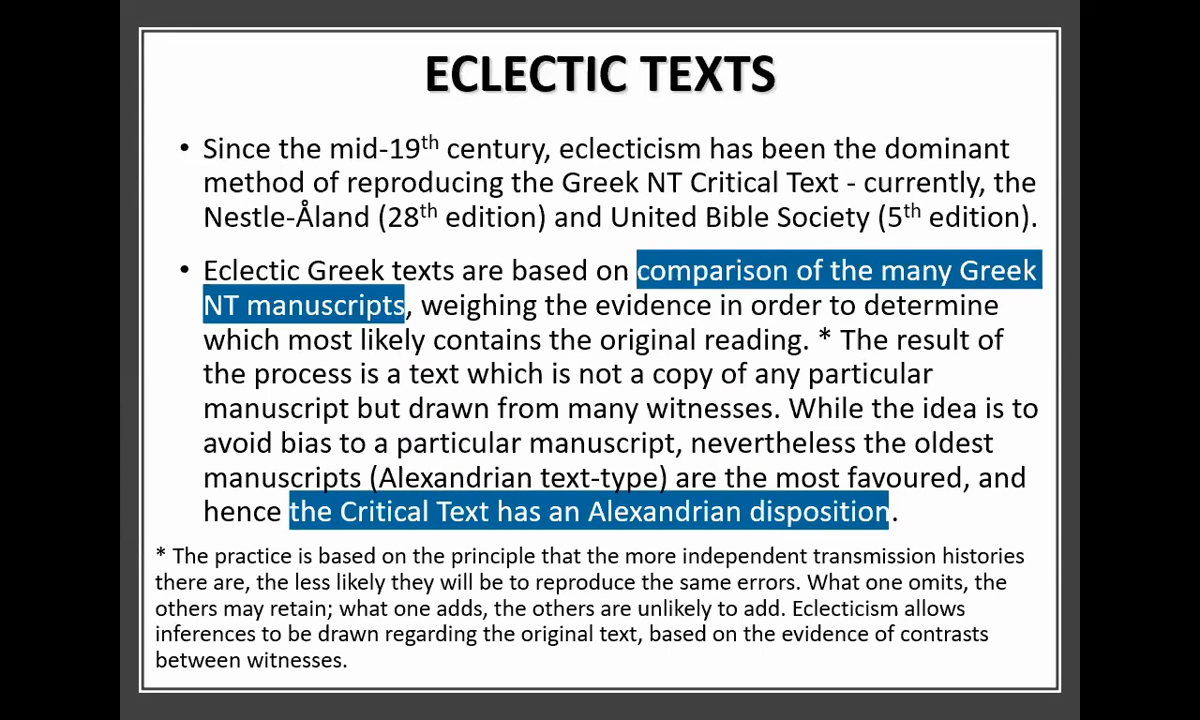 ECLECTIC TEXTS
• Since the mid-19th century, eclecticism has been the dominant
method of reproducing the Greek NT Critical Text - currently, the
Nestle-Åland (28th edition) and United Bible Society (5th edition).
• Eclectic Greek texts are based on comparison of the many Greek
NT manuscripts, weighing the evidence in order to determine
which most likely contains the original reading. * The result of
the process is a text which is not a copy of any particular
manuscript but drawn from many witnesses. While the idea is to
avoid bias to a particular manuscript, nevertheless the oldest
manuscripts (Alexandrian text-type) are the most favoured, and
hence the Critical Text has an Alexandrian disposition.
* The practice is based on the principle that the more independent transmission histories
there are, the less likely they will be to reproduce the same errors. What one omits, the
others may retain; what one adds, the others are unlikely to add. Eclecticism allows
inferences to be drawn regarding the original text, based on the evidence of contrasts
between witnesses.